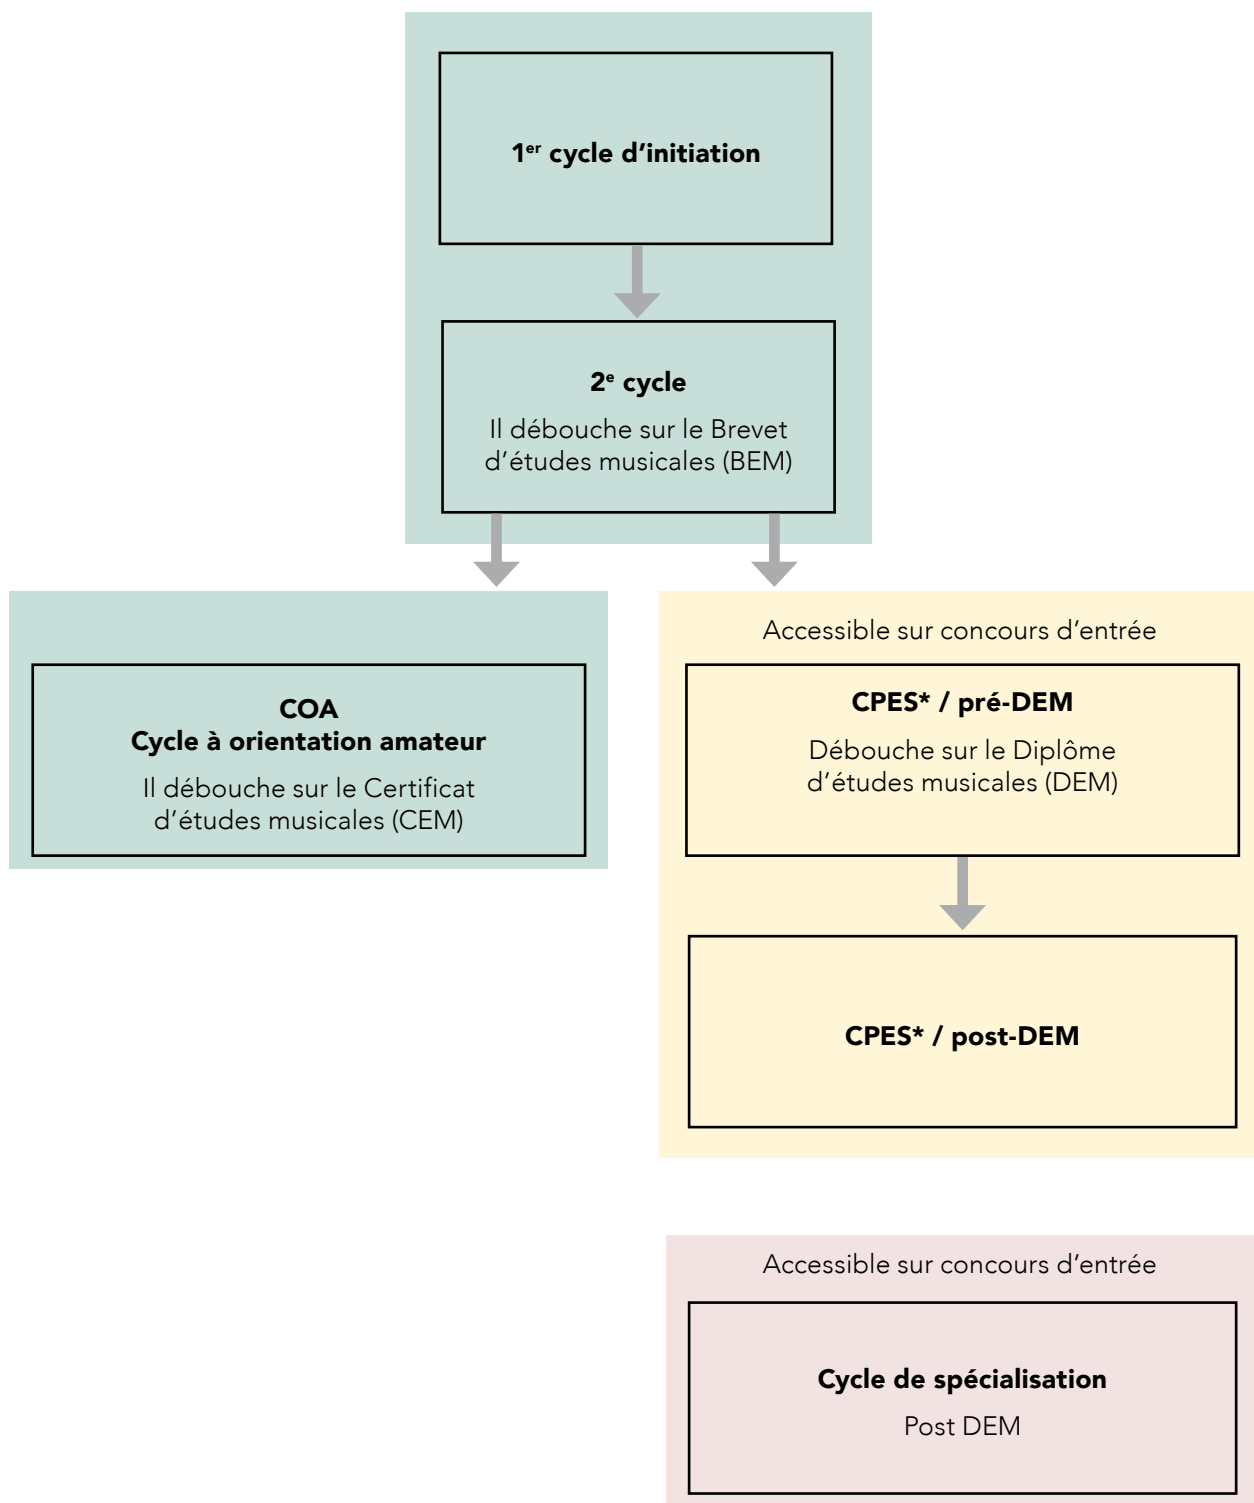 1er cycle d’initiation
2e cycle
Il débouche sur le Brevet
d’études musicales (BEM)
COA
Cycle à orientation amateur
Il débouche sur le Certificat
d’études musicales (CEM)
Accessible sur concours d’entrée
CPES* / pré-DEM
Débouche sur le Diplôme
d’études musicales (DEM)
CPES* / post-DEM
Accessible sur concours d’entrée
Cycle de spécialisation
Post DEM